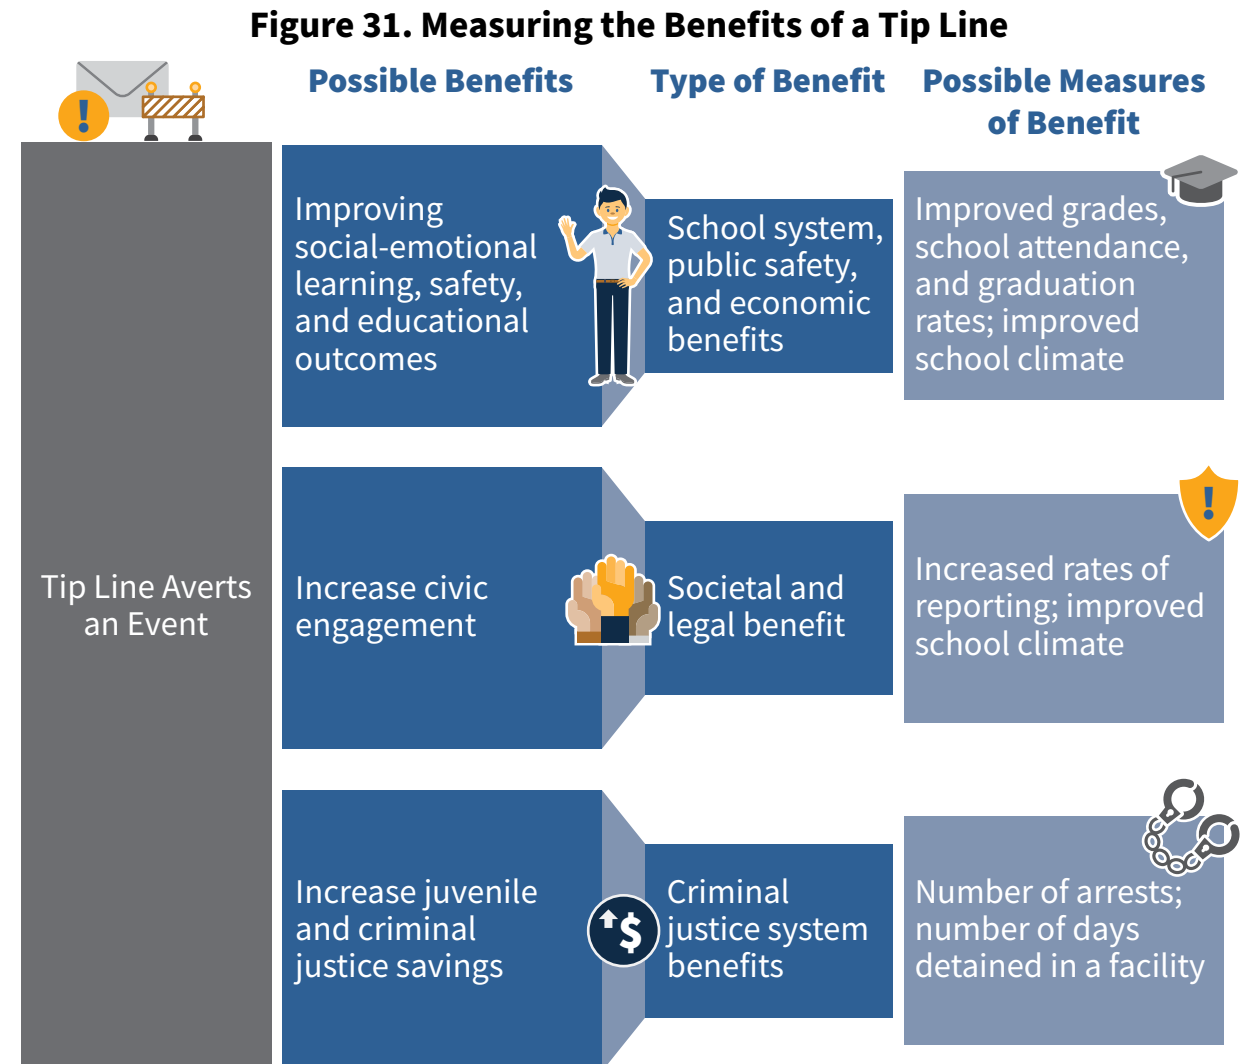 Figure 31. Measuring the Benefits of a Tip Line
Possible Benefits
Type of Benefit
Possible Measures
of Benefit
Tip Line Averts
an Event
Improving
social-emotional
learning, safety,
and educational
outcomes
School system,
public safety,
and economic
benefits
Improved grades,
school attendance,
and graduation
rates; improved
school climate
Increase civic
engagement
Societal and
legal benefit
Increased rates of
reporting; improved
school climate
Increase juvenile
and criminal
justice savings
Criminal
justice system
benefits
Number of arrests;
number of days
detained in a facility